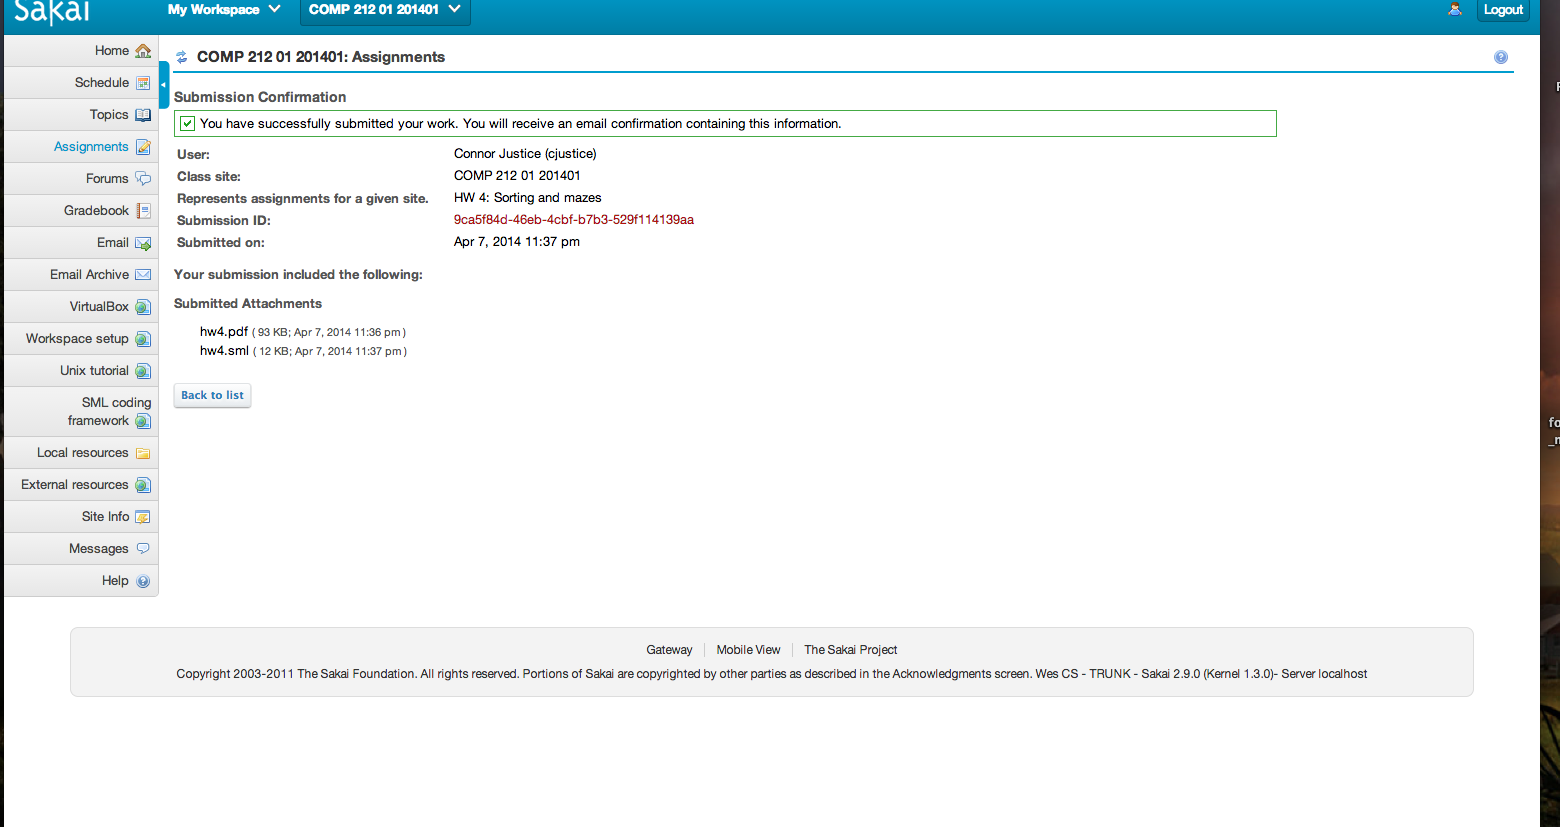 Sakai
My Workspace
COMP 212 01 201401
Logout
Home
Schedule
Topics
Assignments
Forums
Gradebook
Email
Email Archive
VirtualBox
Workspace setup
Unix tutorial
SML coding
framework
Local resources
External resources
Site Info
Messages
Help
COMP 212 01 201401: Assignments
Submission Confirmation
You have successfully submitted your work. You will receive an email confirmation containing this information.
User: Connor Justice (cjustice)
Class site: COMP 212 01 201401
Represents assignments for a given site. HW 4: Sorting and mazes
Submission ID: 9ca5f84d-46eb-4cbf-b7b3-529f114139aa
Submitted on: Apr 7, 2014 11:37 pm
Your submission included the following:
Submitted Attachments
hw4.pdf ( 93 KB; Apr 7, 2014 11:36 pm )
hw4.sml ( 12 KB; Apr 7, 2014 11:37 pm )
Back to list
Gateway
Mobile View
The Sakai Project
Copyright 2003-2011 The Sakai Foundation. All rights reserved. Portions of Sakai are copyrighted by other parties as described in the Acknowledgments screen. Wes CS - TRUNK - Sakai 2.9.0 (Kernel 1.3.0)- Server localhost